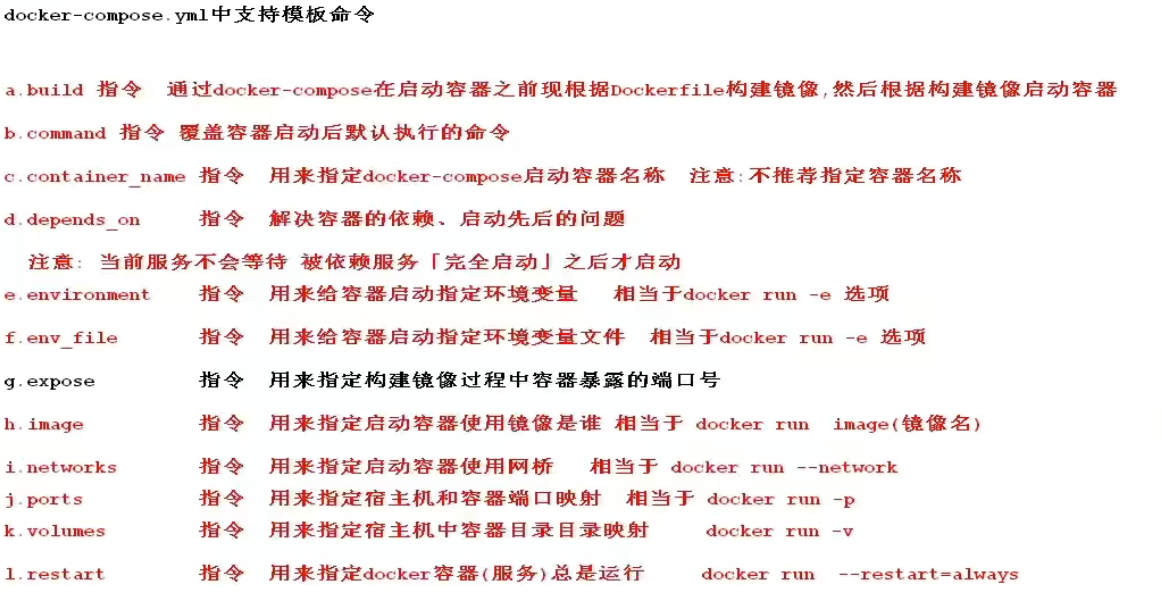 docker-compose.yml中支持模板命令
a.build 指令 通过docker-compose在启动容器之前现根据Dockerfile构建镜像,然后根据构建镜像启动容器
b.command 指令 覆盖容器启动后默认执行的命令
c.container_name 指令 用来指定docker-compose启动容器名称 注意:不推荐指定容器名称
d.depends_on 指令 解决容器的依赖、启动先后的问题
注意: 当前服务不会等待 被依赖服务「完全启动」之后才启动
e.environment 指令 用来给容器启动指定环境变量 相当于docker run -e 选项
f.env_file 指令 用来给容器启动指定环境变量文件 相当于docker run -e 选项
g.expose 指令 用来指定构建镜像过程中容器暴露的端口号
h.image 指令 用来指定启动容器使用镜像是谁 相当于 docker run image(镜像名)
i.networks 指令 用来指定启动容器使用网桥 相当于 docker run --network
j.ports 指令 用来指定宿主机和容器端口映射 相当于 docker run -p
k.volumes 指令 用来指定宿主机中容器目录目录映射 docker run -v
l.restart 指令 用来指定docker容器(服务)总是运行 docker run --restart=always